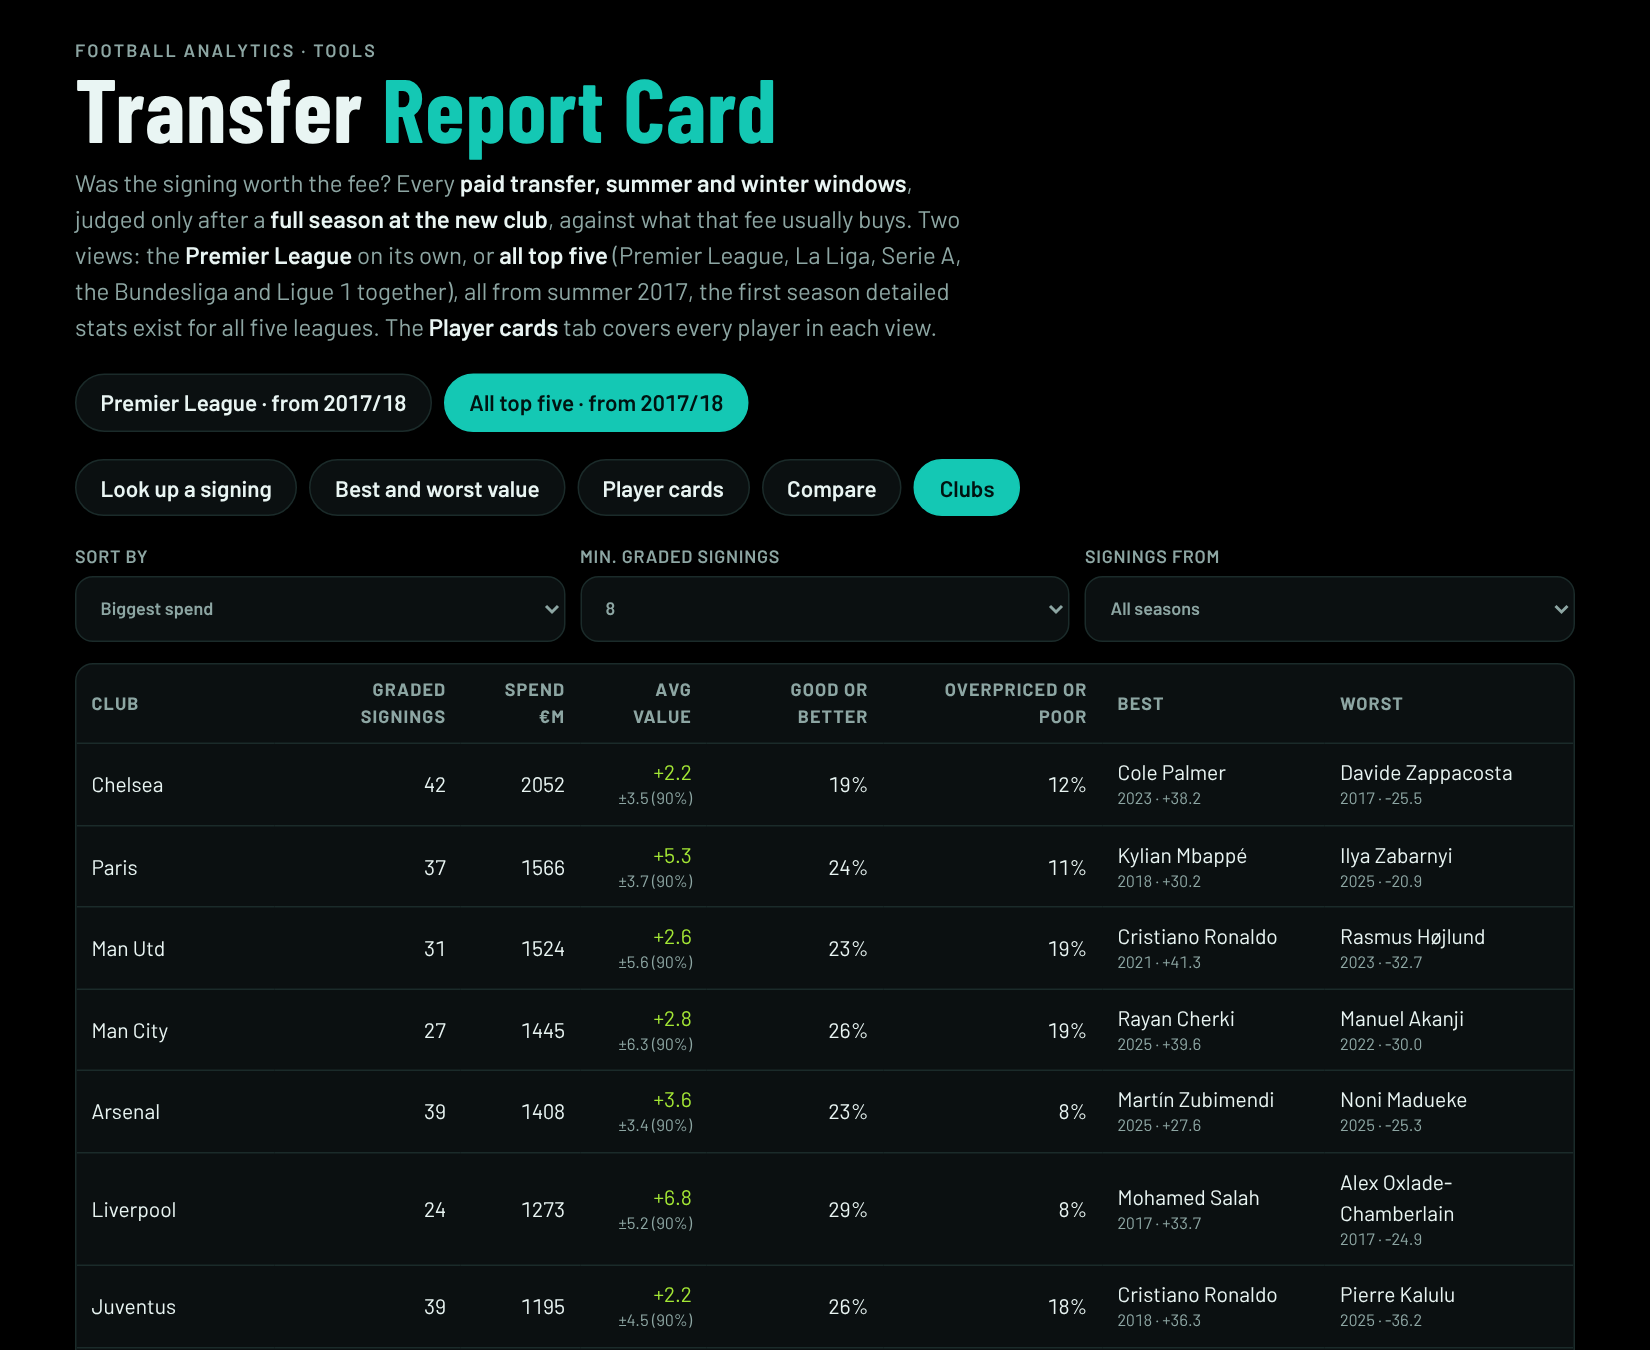 FOOTBALL ANALYTICS · TOOLS
Transfer Report Card
Was the signing worth the fee? Every paid transfer, summer and winter windows,
judged only after a full season at the new club, against what that fee usually buys. Two
views: the Premier League on its own, or all top five (Premier League, La Liga, Serie A,
the Bundesliga and Ligue 1 together), all from summer 2017, the first season detailed
stats exist for all five leagues. The Player cards tab covers every player in each view.
Premier League · from 2017/18 All top five · from 2017/18
Look up a signing Best and worst value Player cards Compare Clubs
SORT BY MIN. GRADED SIGNINGS SIGNINGS FROM
Biggest spend 8 All seasons
CLUB GRADED SIGNINGS SPEND €M AVG VALUE GOOD OR BETTER OVERPRICED OR POOR BEST WORST
Chelsea 42 2052 +2.2 ±3.5 (90%) 19% 12% Cole Palmer 2023 · +38.2 Davide Zappacosta 2017 · -25.5
Paris 37 1566 +5.3 ±3.7 (90%) 24% 11% Kylian Mbappé 2018 · +30.2 Ilya Zabarnyi 2025 · -20.9
Man Utd 31 1524 +2.6 ±5.6 (90%) 23% 19% Cristiano Ronaldo 2021 · +41.3 Rasmus Højlund 2023 · -32.7
Man City 27 1445 +2.8 ±6.3 (90%) 26% 19% Rayan Cherki 2025 · +39.6 Manuel Akanji 2022 · -30.0
Arsenal 39 1408 +3.6 ±3.4 (90%) 23% 8% Martín Zubimendi 2025 · +27.6 Noni Madueke 2025 · -25.3
Liverpool 24 1273 +6.8 ±5.2 (90%) 29% 8% Mohamed Salah 2017 · +33.7 Alex Oxlade-Chamberlain 2017 · -24.9
Juventus 39 1195 +2.2 ±4.5 (90%) 26% 18% Cristiano Ronaldo 2018 · +36.3 Pierre Kalulu 2025 · -36.2